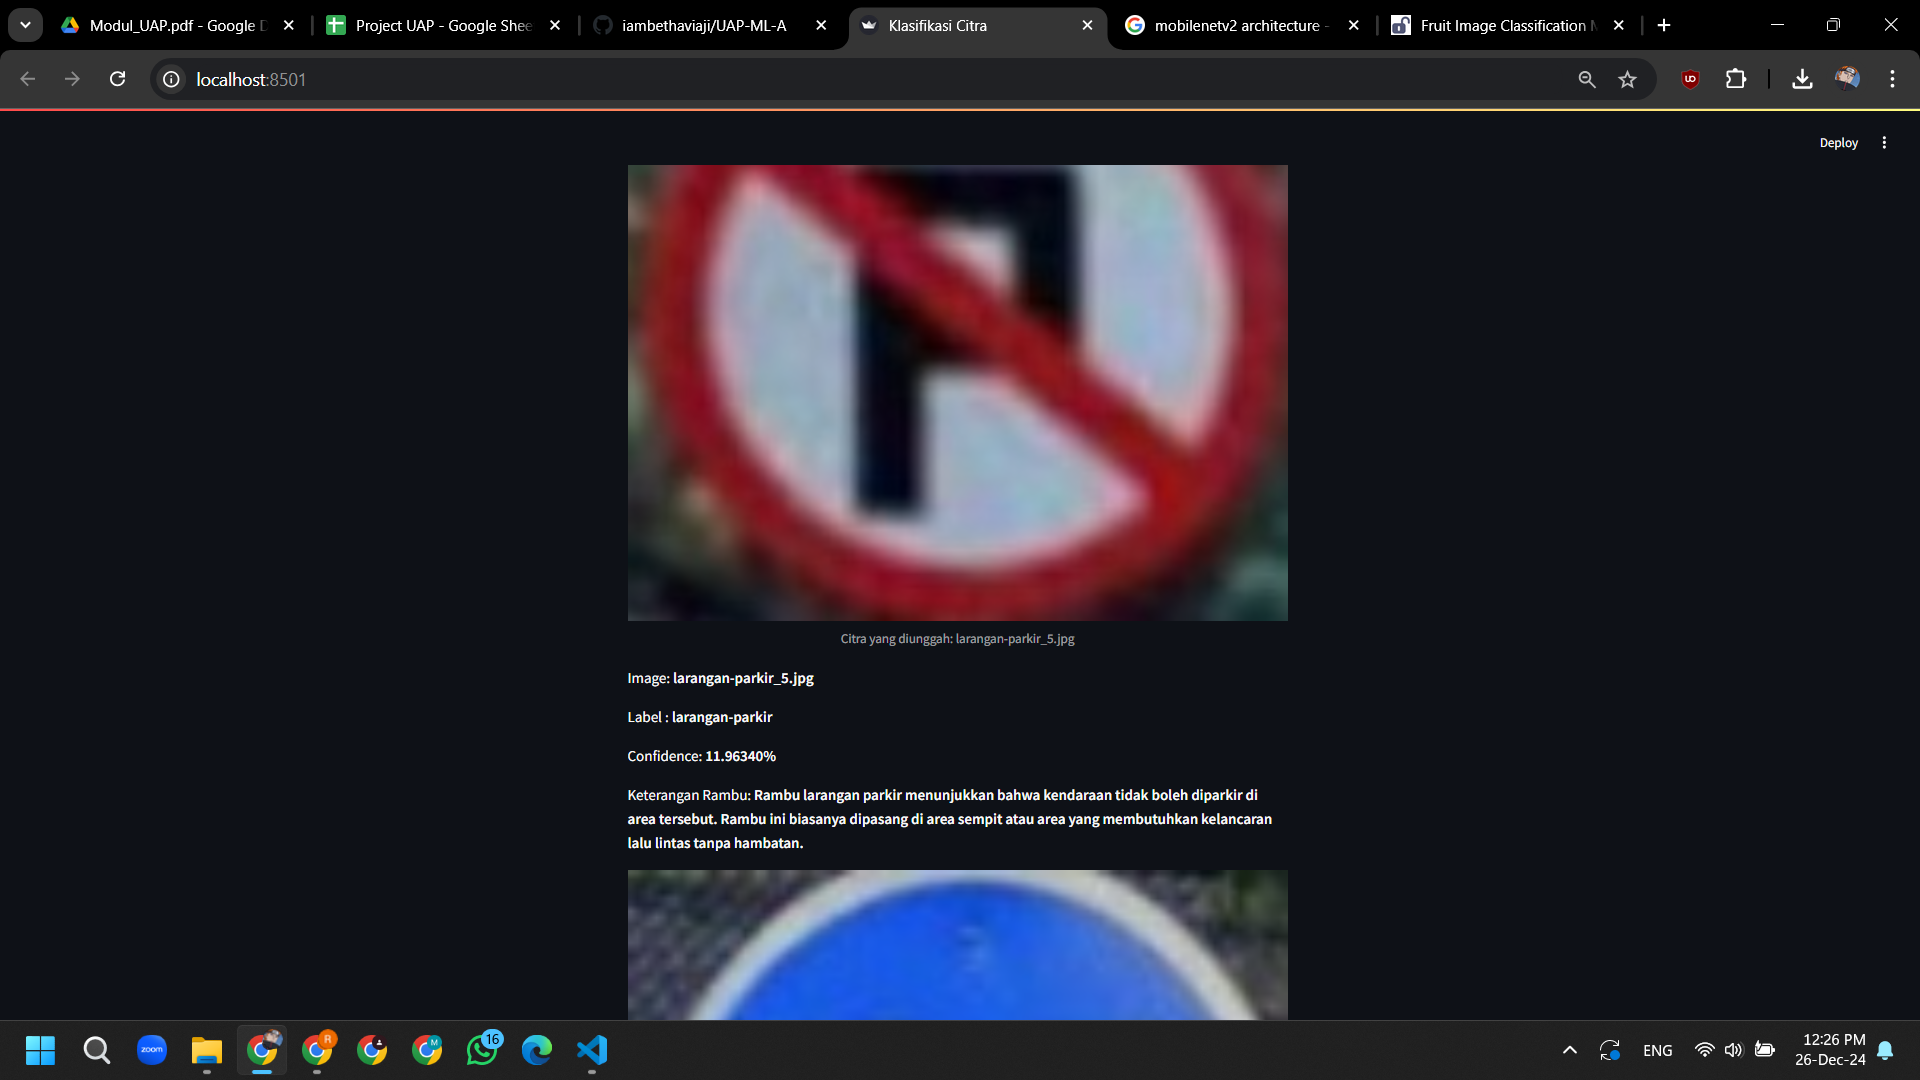 Modul_UAP.pdf - Google D
Project UAP - Google Shee
iambethaviaji/UAP-ML-A
Klasifikasi Citra
mobilenetv2 architecture -
Fruit Image Classification
localhost:8501
Deploy
P
Citra yang diunggah: larangan-parkir_5.jpg
Image: larangan-parkir_5.jpg
Label : larangan-parkir
Confidence: 11.96340%
Keterangan Rambu: Rambu larangan parkir menunjukkan bahwa kendaraan tidak boleh diparkir di
area tersebut. Rambu ini biasanya dipasang di area sempit atau area yang membutuhkan kelancaran
lalu lintas tanpa hambatan.
zoom
R
M
16
ENG
12:26 PM
26-Dec-24